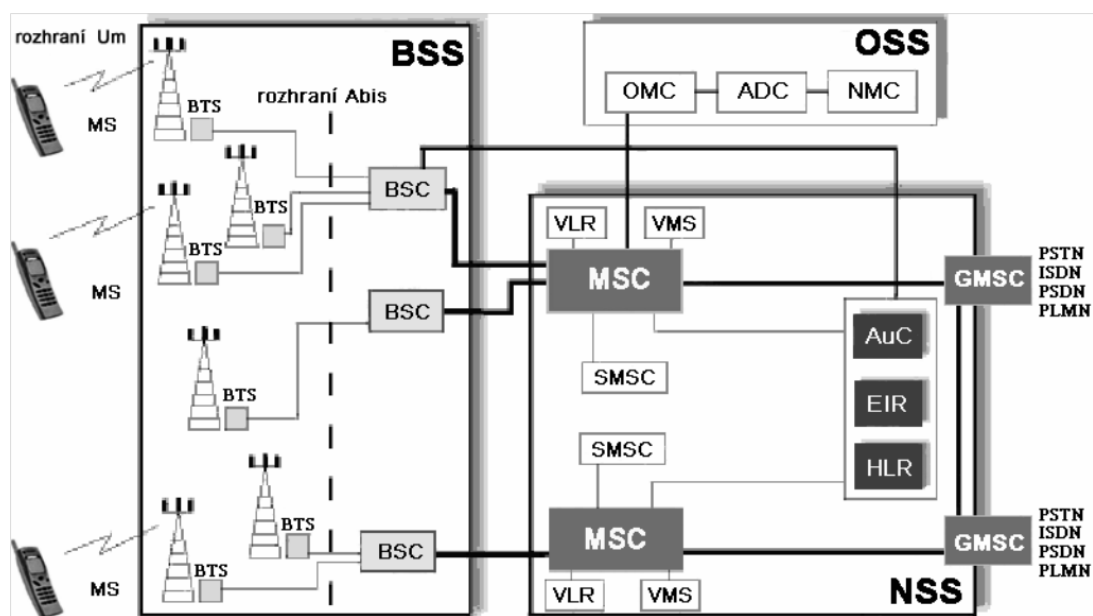 rozhraní Um
BSS
OSS
OMC
ADC
NMC
rozhraní Abis
BTS
MS
BSC
BTS
VLR
VMS
BTS
MSC
GMSC
PSTN
ISDN
PSDN
PLMN
MS
BSC
AuC
SMSC
BTS
EIR
SMSC
HLR
BTS
BSC
MSC
GMSC
PSTN
ISDN
PSDN
PLMN
MS
BTS
VLR
VMS
NSS